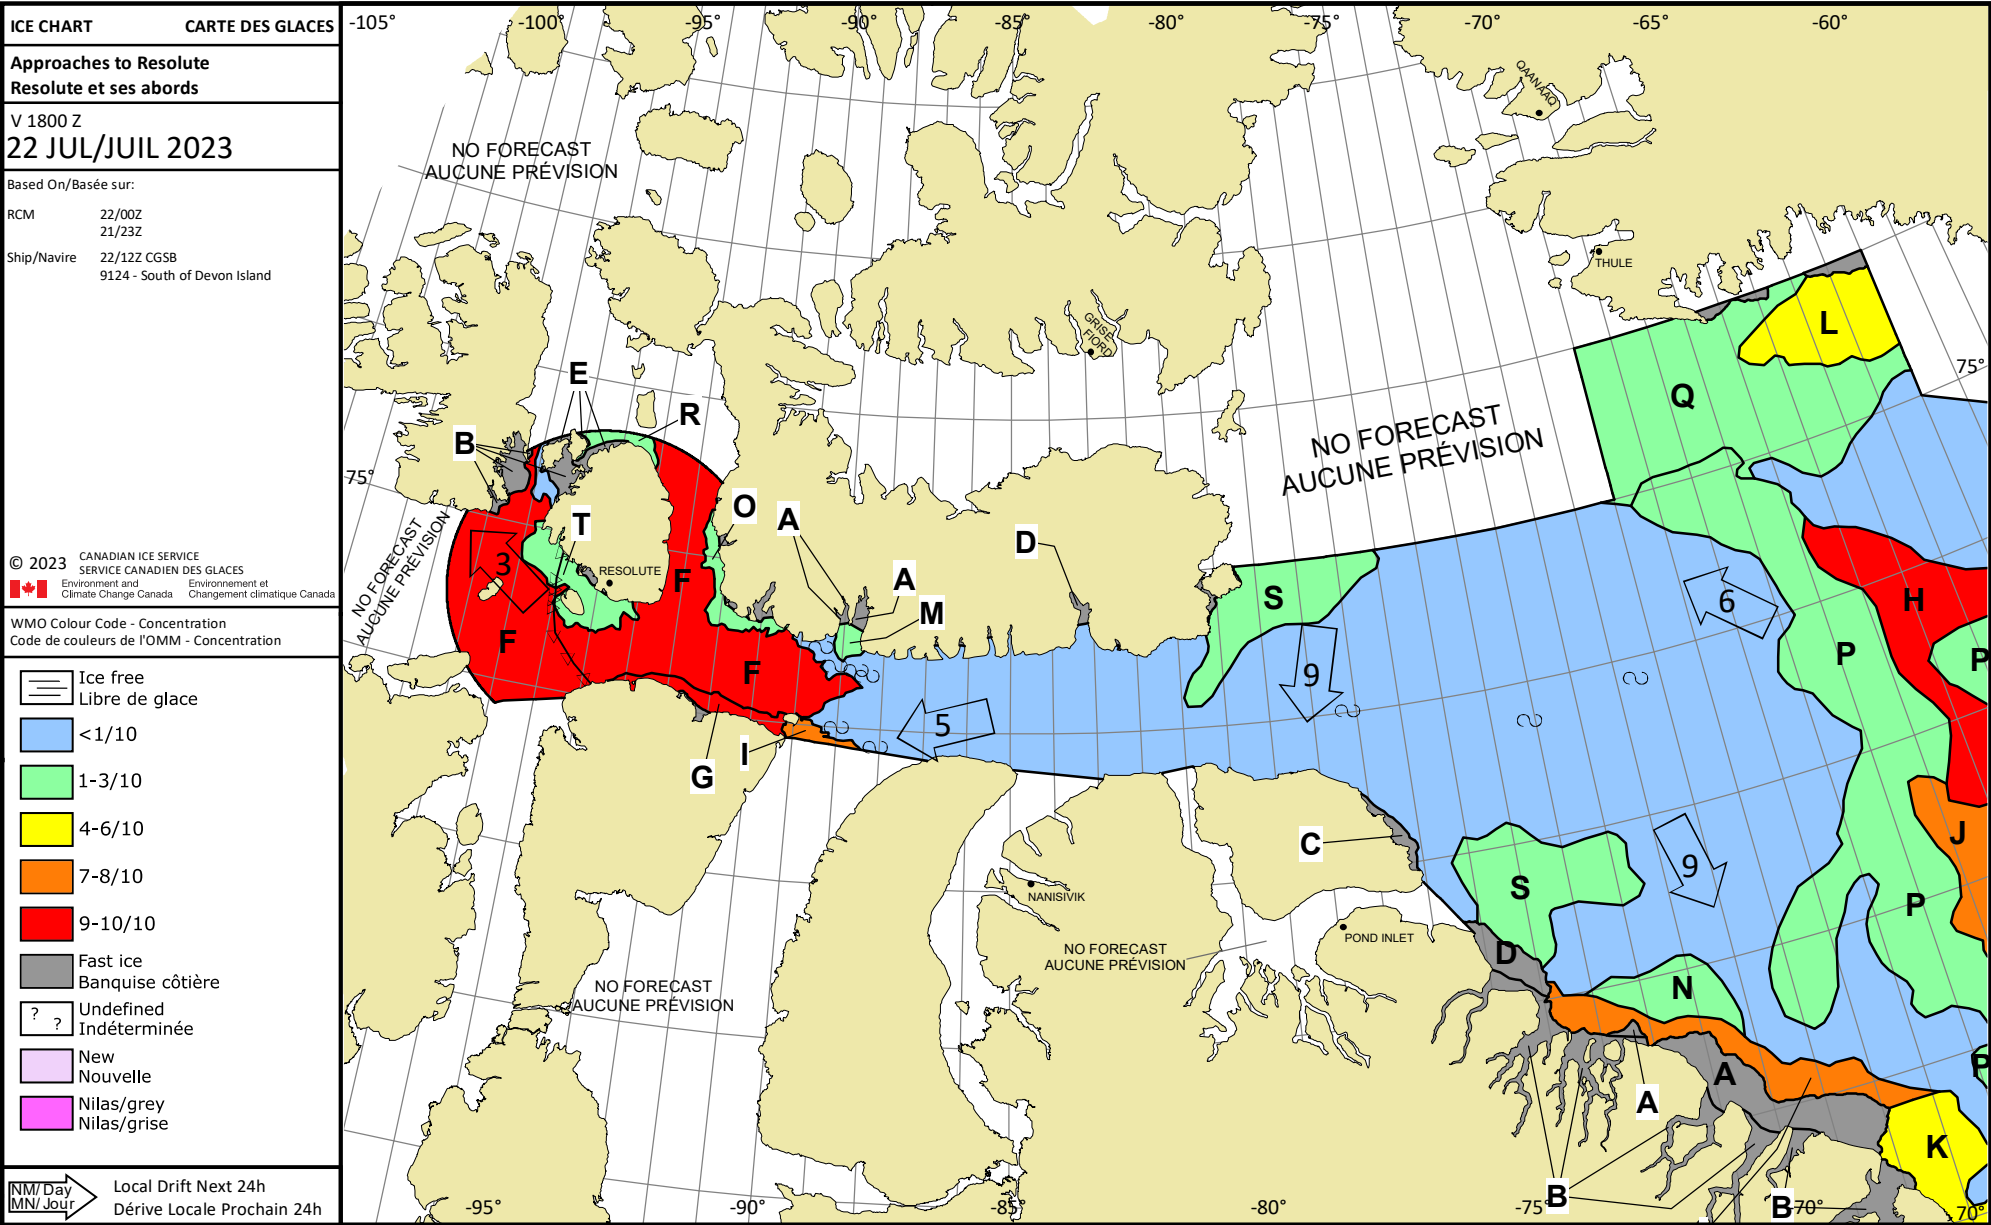 ICE CHART CARTE DES GLACES
Approaches to Resolute
Resolute et ses abords
V 1800 Z
22 JUL/JUIL 2023
Based On/Basée sur:
RCM 22/00Z
21/23Z
Ship/Navire 22/12Z CGSB
9124 - South of Devon Island
© 2023 CANADIAN ICE SERVICE
SERVICE CANADIEN DES GLACES
Environment and Environnement et
Climate Change Canada Changement climatique Canada
WMO Colour Code - Concentration
Code de couleurs de l'OMM - Concentration
Ice free
Libre de glace
<1/10
1-3/10
4-6/10
7-8/10
9-10/10
Fast ice
Banquise côtière
? ?
Undefined
Indéterminée
New
Nouvelle
Nilas/grey
Nilas/grise
NM/Day
MN/Jour
Local Drift Next 24h
Dérive Locale Prochain 24h
-105° -100° -95° -90° -85° -80° -75° -70° -65° -60°
QAANAAQ
NO FORECAST
AUCUNE PRÉVISION
THULE
GRISE
FIORD
L
75°
E
R
Q
NO FORECAST
AUCUNE PRÉVISION
B
75°
O
A
T
D
NO FORECAST
AUCUNE PRÉVISION
3
RESOLUTE
F
A
S
6
H
M
F
F
P
P
9
5
I
G
J
C
9
S
NANISIVIK
P
POND INLET
NO FORECAST
AUCUNE PRÉVISION
D
NO FORECAST
AUCUNE PRÉVISION
N
P
A
A
K
B
B
-95° -90° -85° -80° -75° -70° -70°